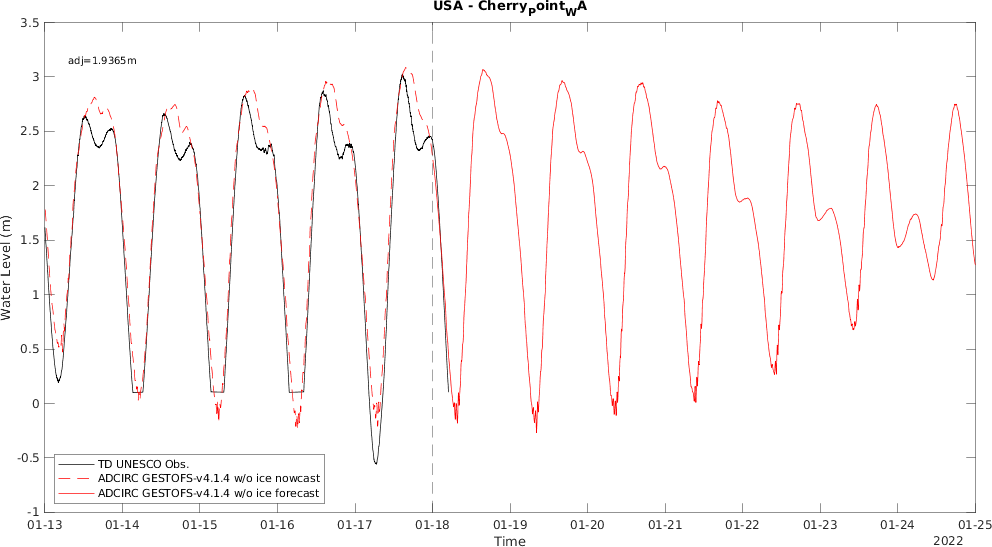 USA - CherryPointWA
adj=1.9365m
3.5
3
2.5
2
1.5
1
0.5
0
-0.5
-1
Water Level (m)
TD UNESCO Obs.
ADCIRC GESTOFS-v4.1.4 w/o ice nowcast
ADCIRC GESTOFS-v4.1.4 w/o ice forecast
01-13 01-14 01-15 01-16 01-17 01-18 01-19 01-20 01-21 01-22 01-23 01-24 01-25
Time
2022